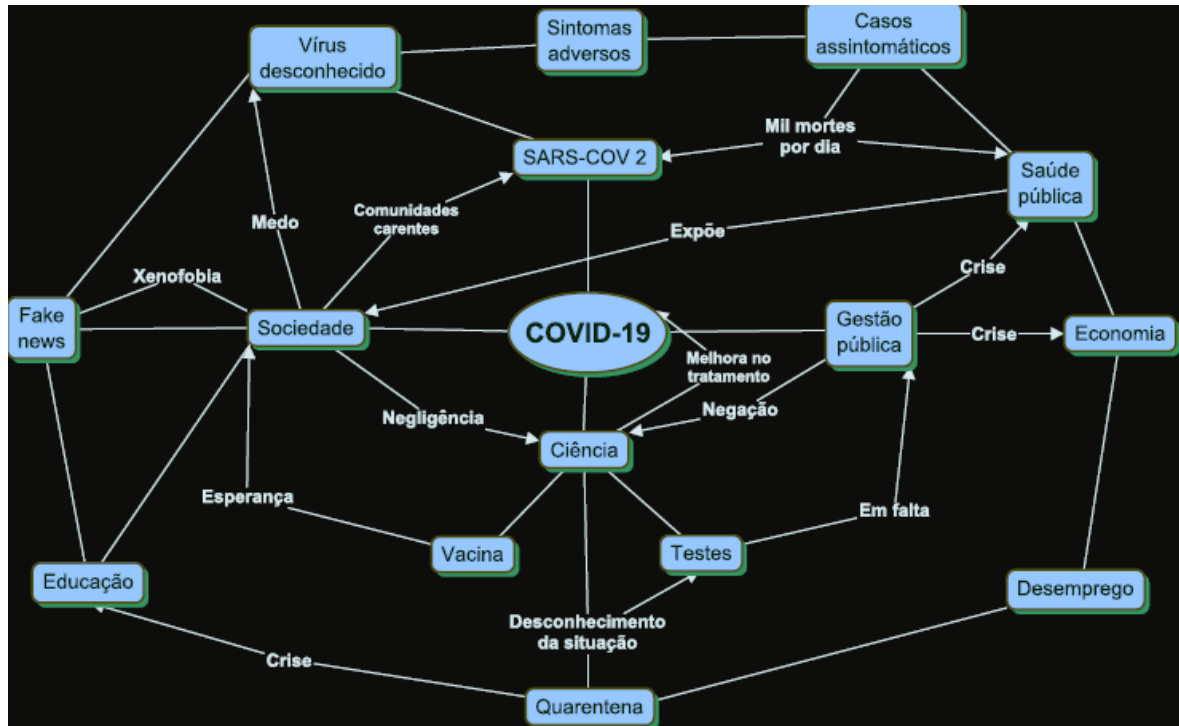 Vírus
desconhecido
Sintomas
adversos
Casos
assintomáticos
Mil mortes
por dia
SARS-COV 2
Saúde
pública
Comunidades
carentes
Medo
Expõe
Xenofobia
Crise
Fake
news
Sociedade
COVID-19
Gestão
pública
Crise
Economia
Melhora no
tratamento
Negligência
Negação
Ciência
Esperança
Em falta
Vacina
Testes
Educação
Desemprego
Desconhecimento
da situação
Crise
Quarentena